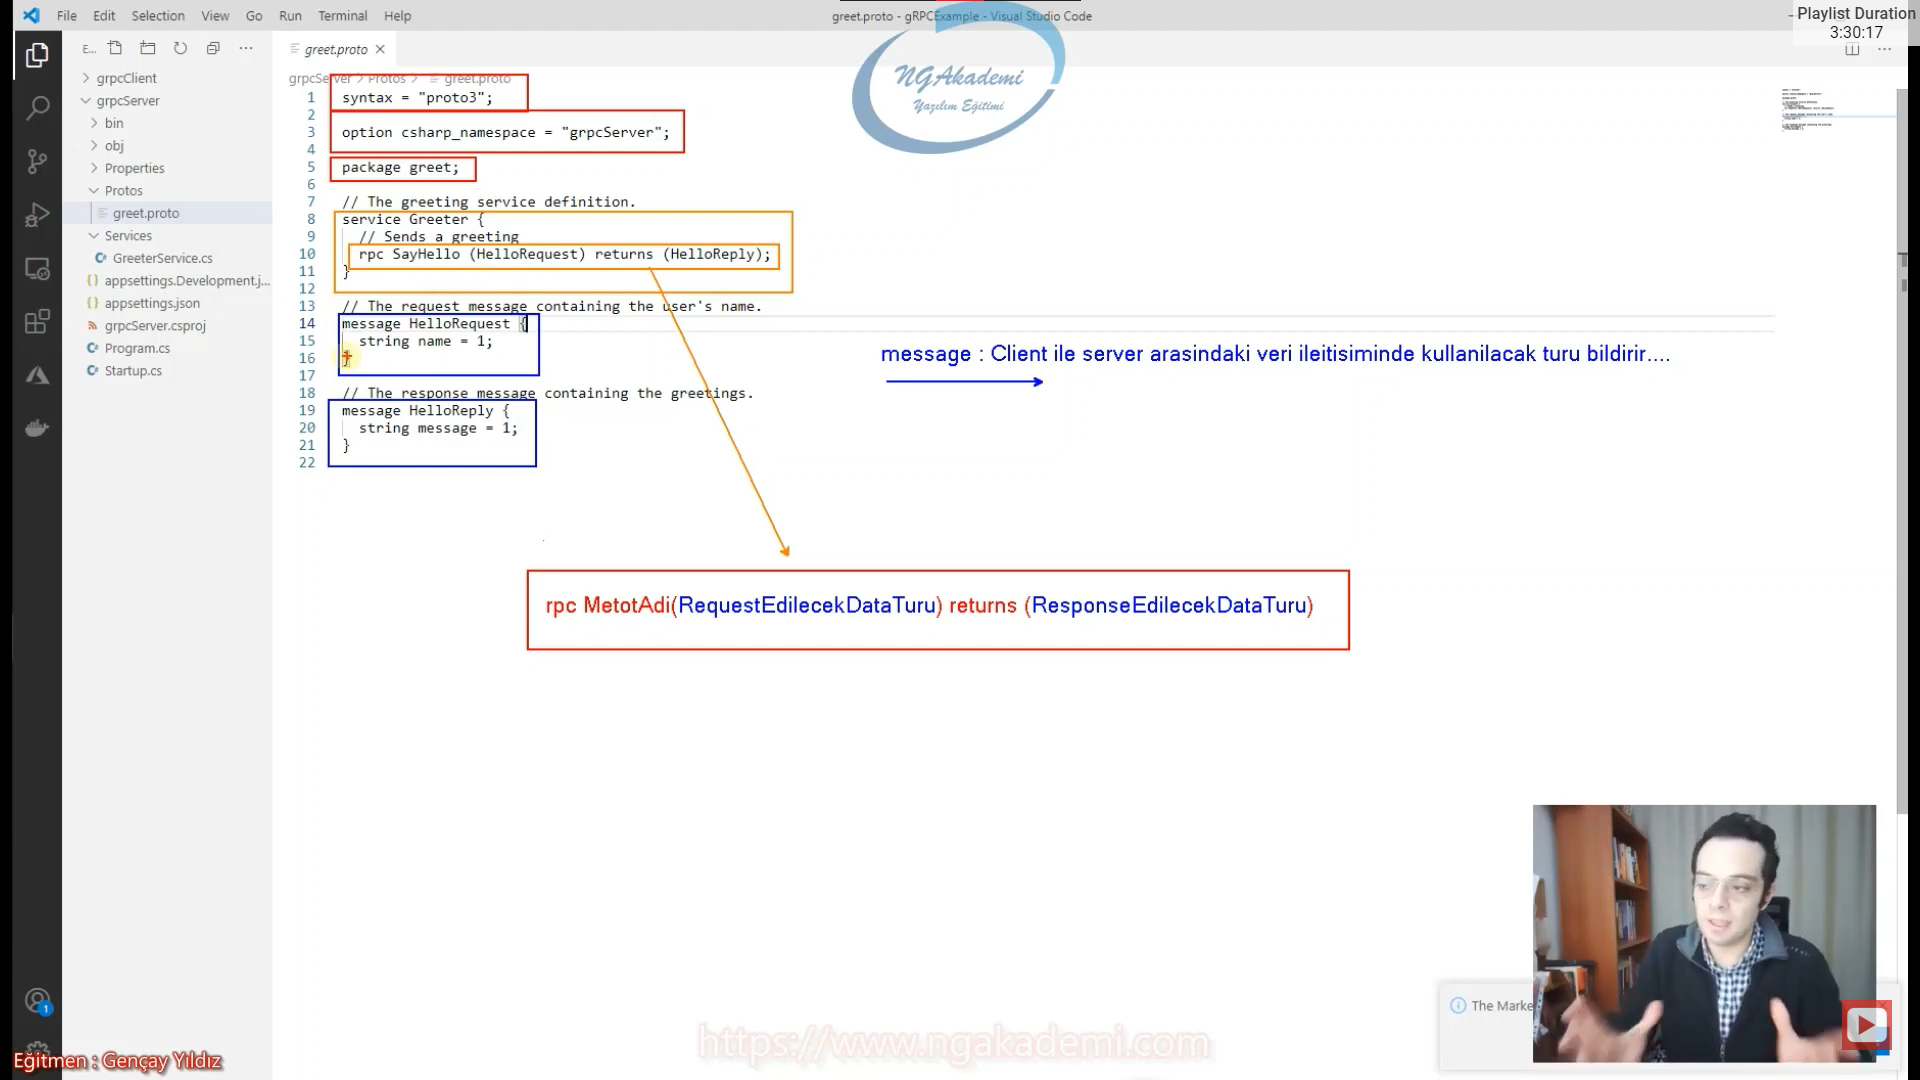 File Edit Selection View Go Run Terminal Help
greet.proto - gRPCExample - Visual Studio Code
Playlist Duration
3:30:17
E...
greet.proto
grpcServer > Protos > greet.proto
grpcClient
grpcServer
bin
obj
Properties
Protos
greet.proto
Services
GreeterService.cs
appsettings.Development.j...
appsettings.json
grpcServer.csproj
Program.cs
Startup.cs
NGAkademi
Yazılım Eğitimi
1 syntax = "proto3";
2
3 option csharp_namespace = "grpcServer";
4
5 package greet;
6
7 // The greeting service definition.
8 service Greeter {
9 // Sends a greeting
10 rpc SayHello (HelloRequest) returns (HelloReply);
11 }
12
13 // The request message containing the user's name.
14 message HelloRequest {
15 string name = 1;
16 }
17
18 // The response message containing the greetings.
19 message HelloReply {
20 string message = 1;
21 }
22
message : Client ile server arasindaki veri ileitisiminde kullanilacak turu bildirir....
rpc MetotAdi(RequestEdilecekDataTuru) returns (ResponseEdilecekDataTuru)
The Marke
1
https://www.ngakademi.com
Eğitmen : Gençay Yıldız